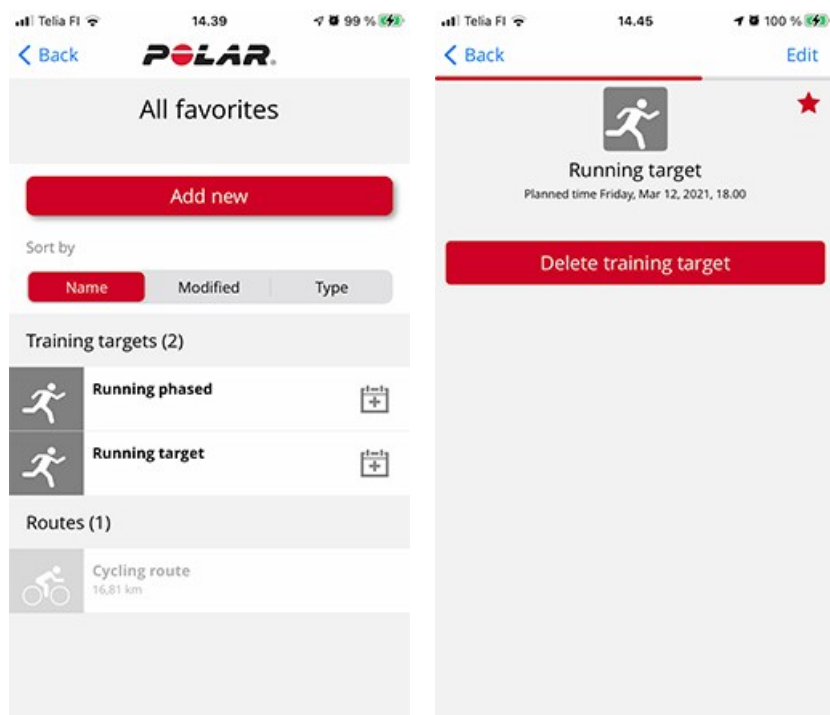 Telia FI 14.39 99 %
Back POLAR.
All favorites
Add new
Sort by
Name Modified Type
Training targets (2)
Running phased
Running target
Routes (1)
Cycling route
16,81 km
Telia FI 14.45 100 %
Back Edit
Running target
Planned time Friday, Mar 12, 2021, 18.00
Delete training target